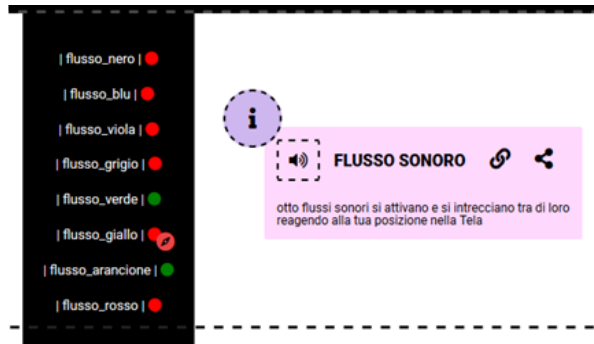 | flusso_nero |
| flusso_blu |
| flusso_viola |
| flusso_grigio |
| flusso_verde |
| flusso_giallo |
| flusso_arancione |
| flusso_rosso |
i
FLUSSO SONORO
otto flussi sonori si attivano e si intrecciano tra di loro
reagendo alla tua posizione nella Tela